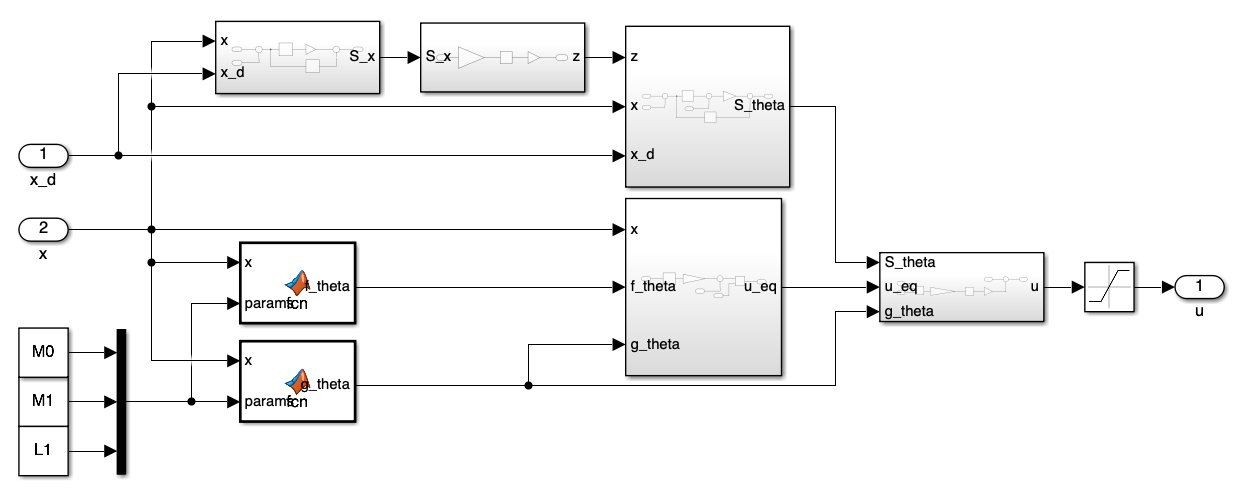 x
x_d
S_x
S_x
z
z
x
x_d
S_theta
1
x_d
2
x
x
params
fcn
f_theta
x
params
fcn
g_theta
x
f_theta
g_theta
u_eq
S_theta
u_eq
g_theta
u
1
u
M0
M1
L1